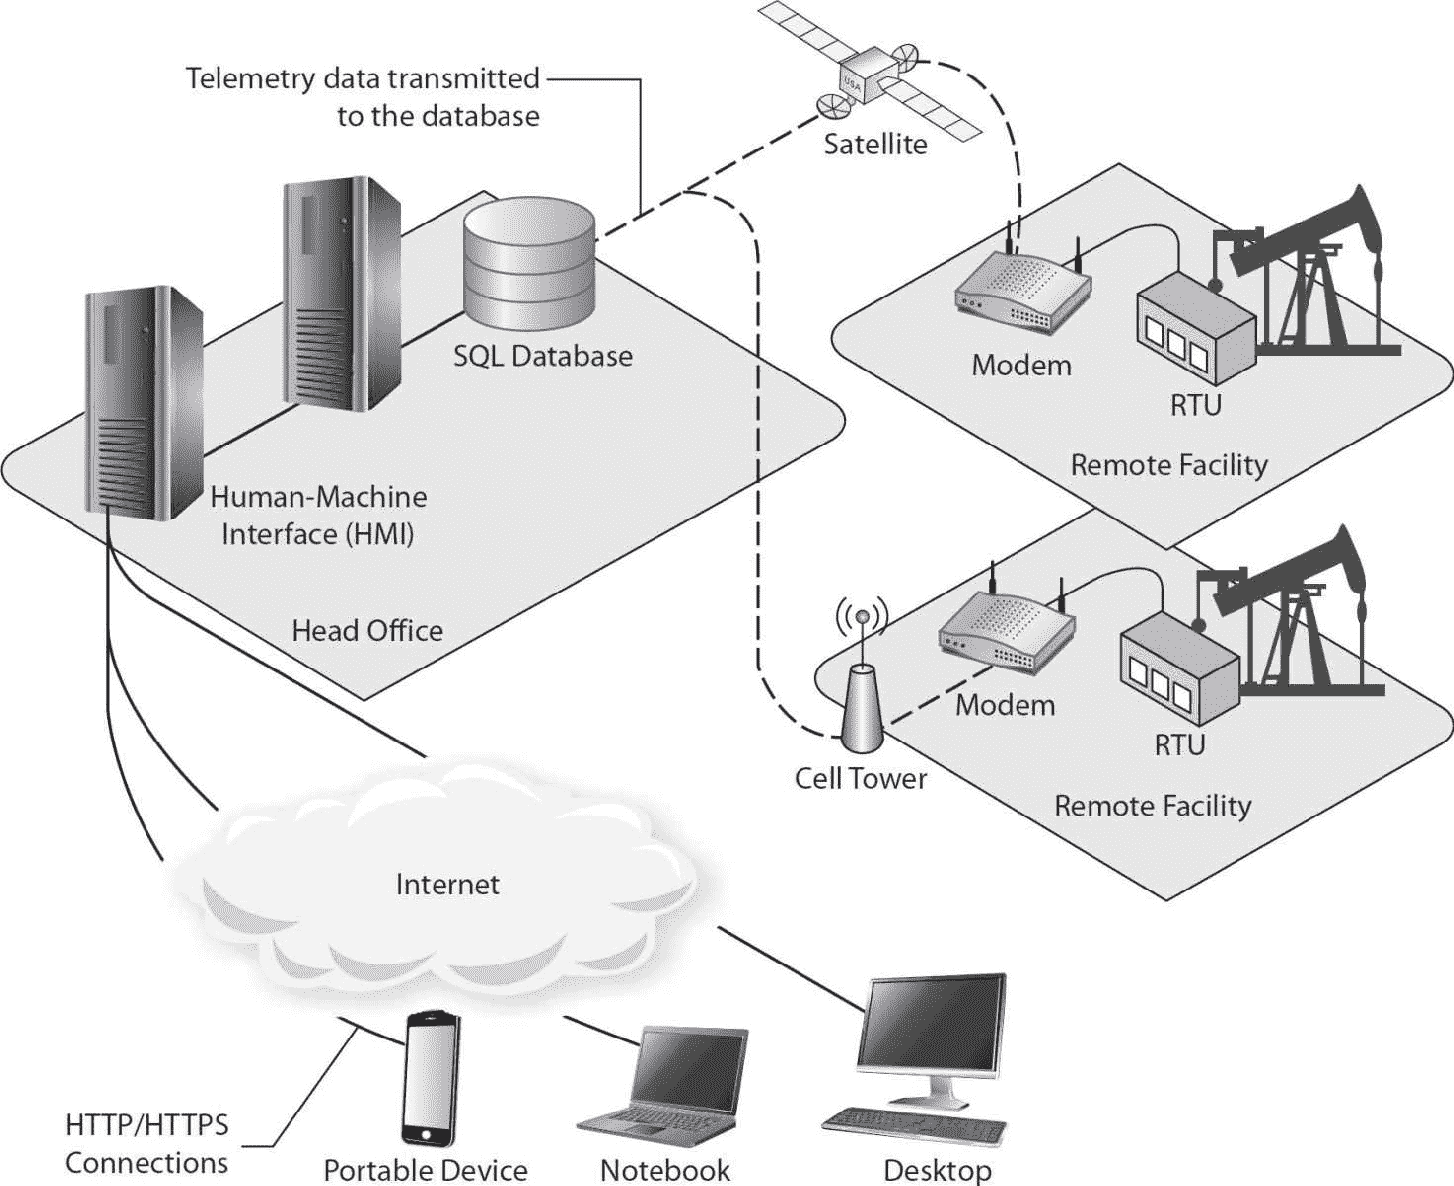 Telemetry data transmitted
to the database
USA
Satellite
SQL Database
Modem
RTU
Remote Facility
Human-Machine
Interface (HMI)
Head Office
Modem
RTU
Cell Tower
Remote Facility
Internet
HTTP/HTTPS
Connections
Portable Device
Notebook
Desktop